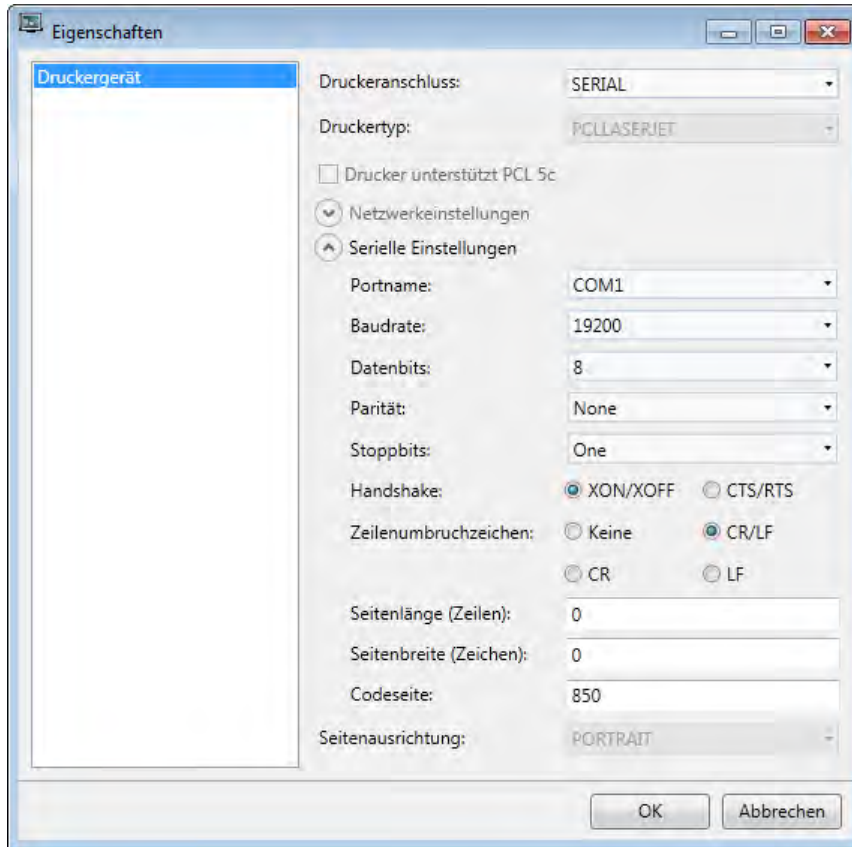 Eigenschaften
Druckergerät
Druckeranschluss: SERIAL
Druckertyp: PCLLASERJET
Drucker unterstützt PCL 5c
Netzwerkeinstellungen
Serielle Einstellungen
Portname: COM1
Baudrate: 19200
Datenbits: 8
Parität: None
Stoppbits: One
Handshake: XON/XOFF CTS/RTS
Zeilenumbruchzeichen: Keine CR/LF
CR LF
Seitenlänge (Zeilen): 0
Seitenbreite (Zeichen): 0
Codeseite: 850
Seitenausrichtung: PORTRAIT
OK Abbrechen